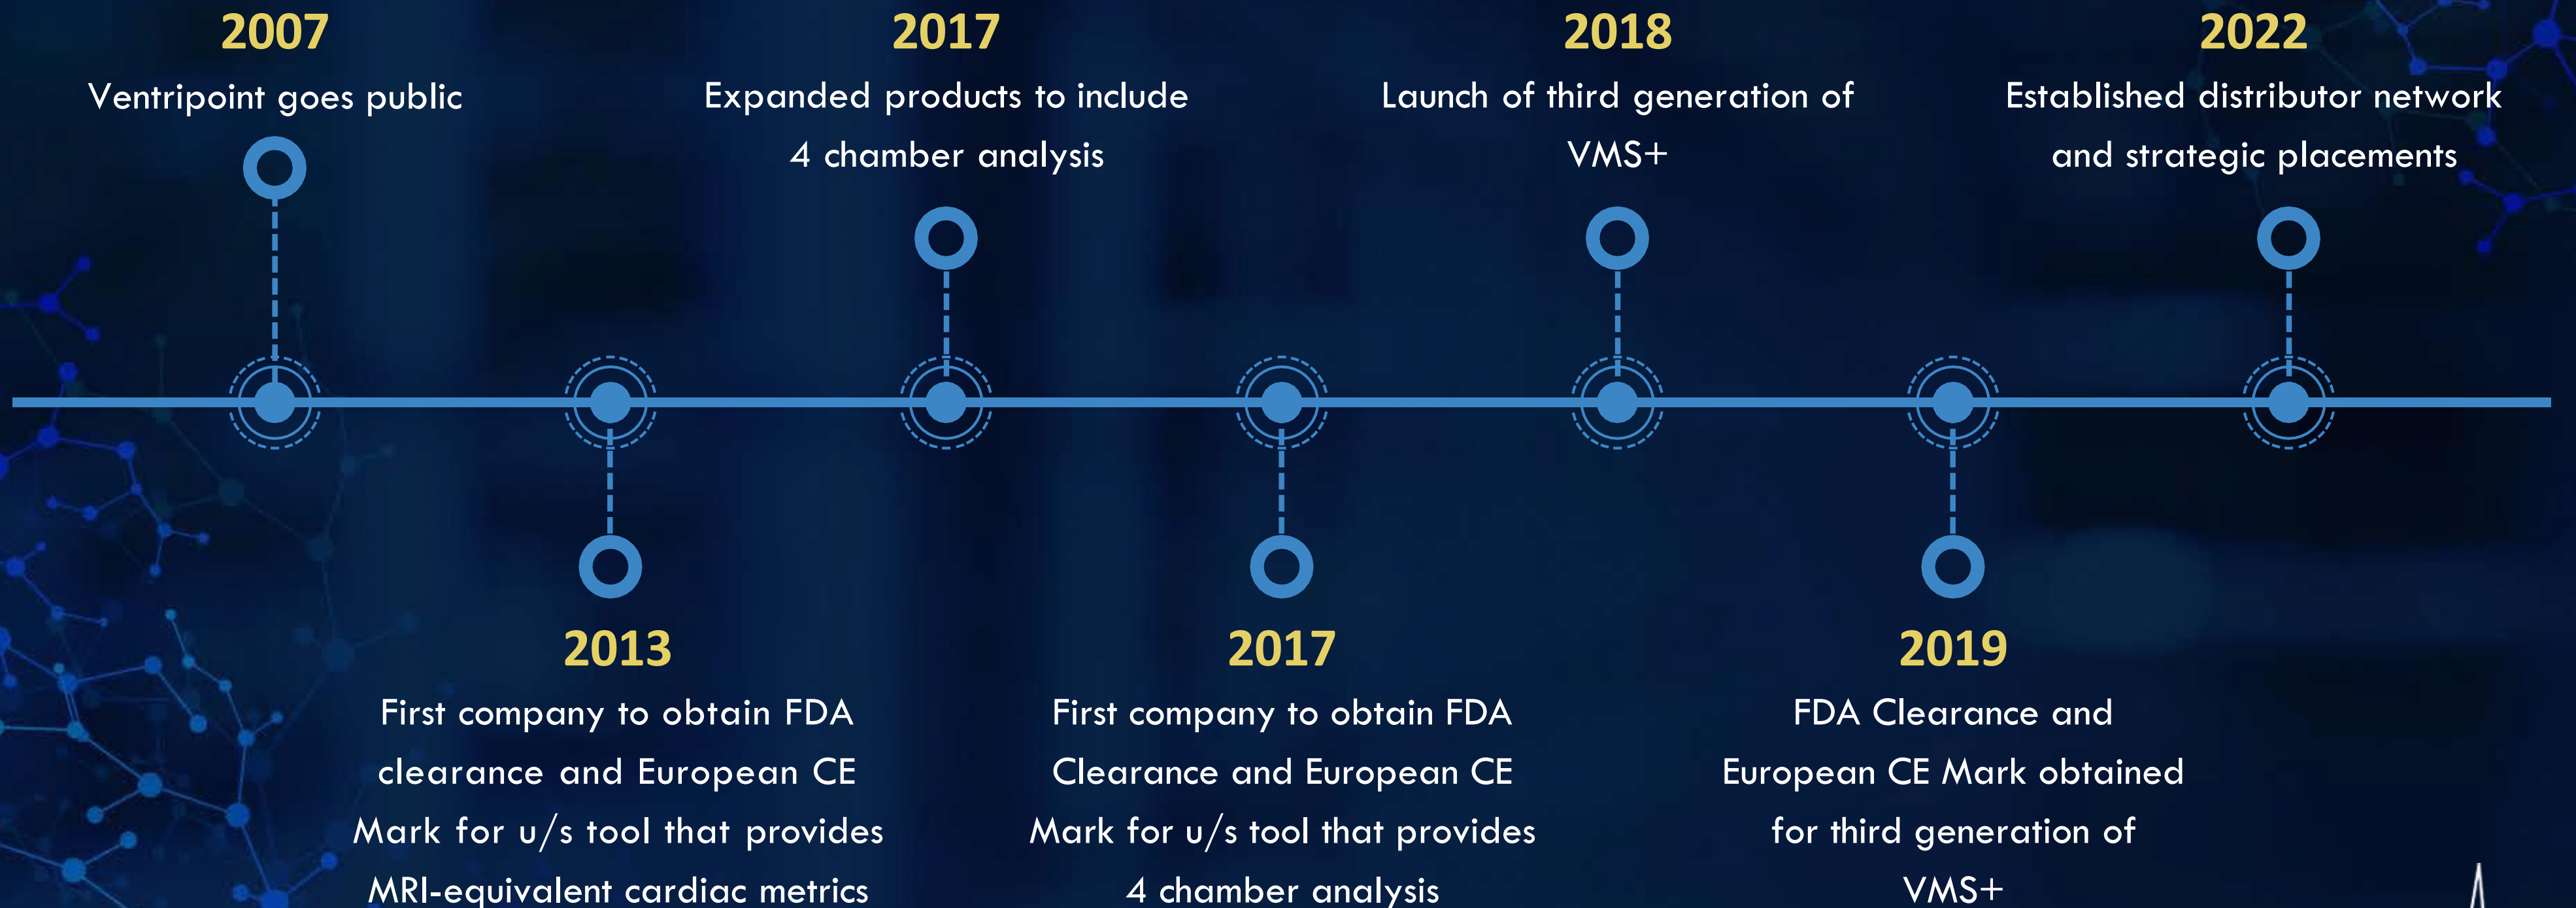 2007
Ventripoint goes public
2013
First company to obtain FDA
clearance and European CE
Mark for u/s tool that provides
MRI-equivalent cardiac metrics
2017
Expanded products to include
4 chamber analysis
2017
First company to obtain FDA
Clearance and European CE
Mark for u/s tool that provides
4 chamber analysis
2018
Launch of third generation of
VMS+
2019
FDA Clearance and
European CE Mark obtained
for third generation of
VMS+
2022
Established distributor network
and strategic placements